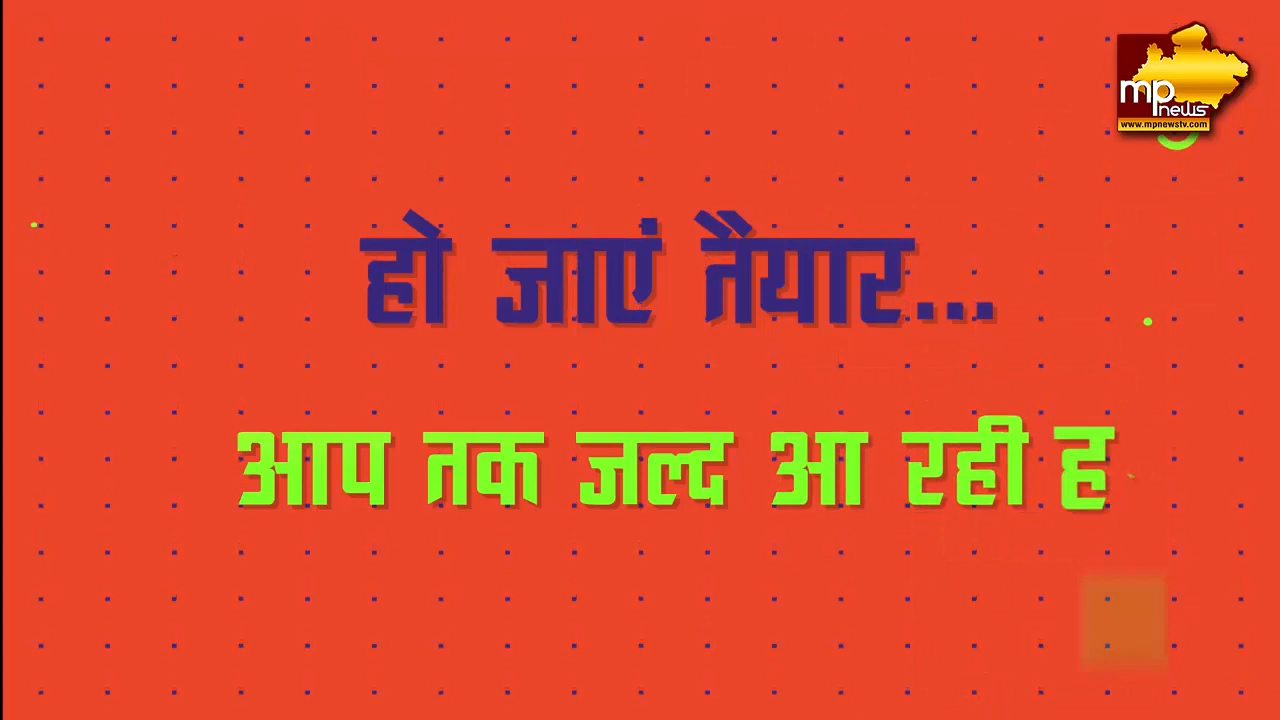 mp
news
www.mpnewstv.com
हो जाएं तैयार...
आप तक जल्द आ रही ह